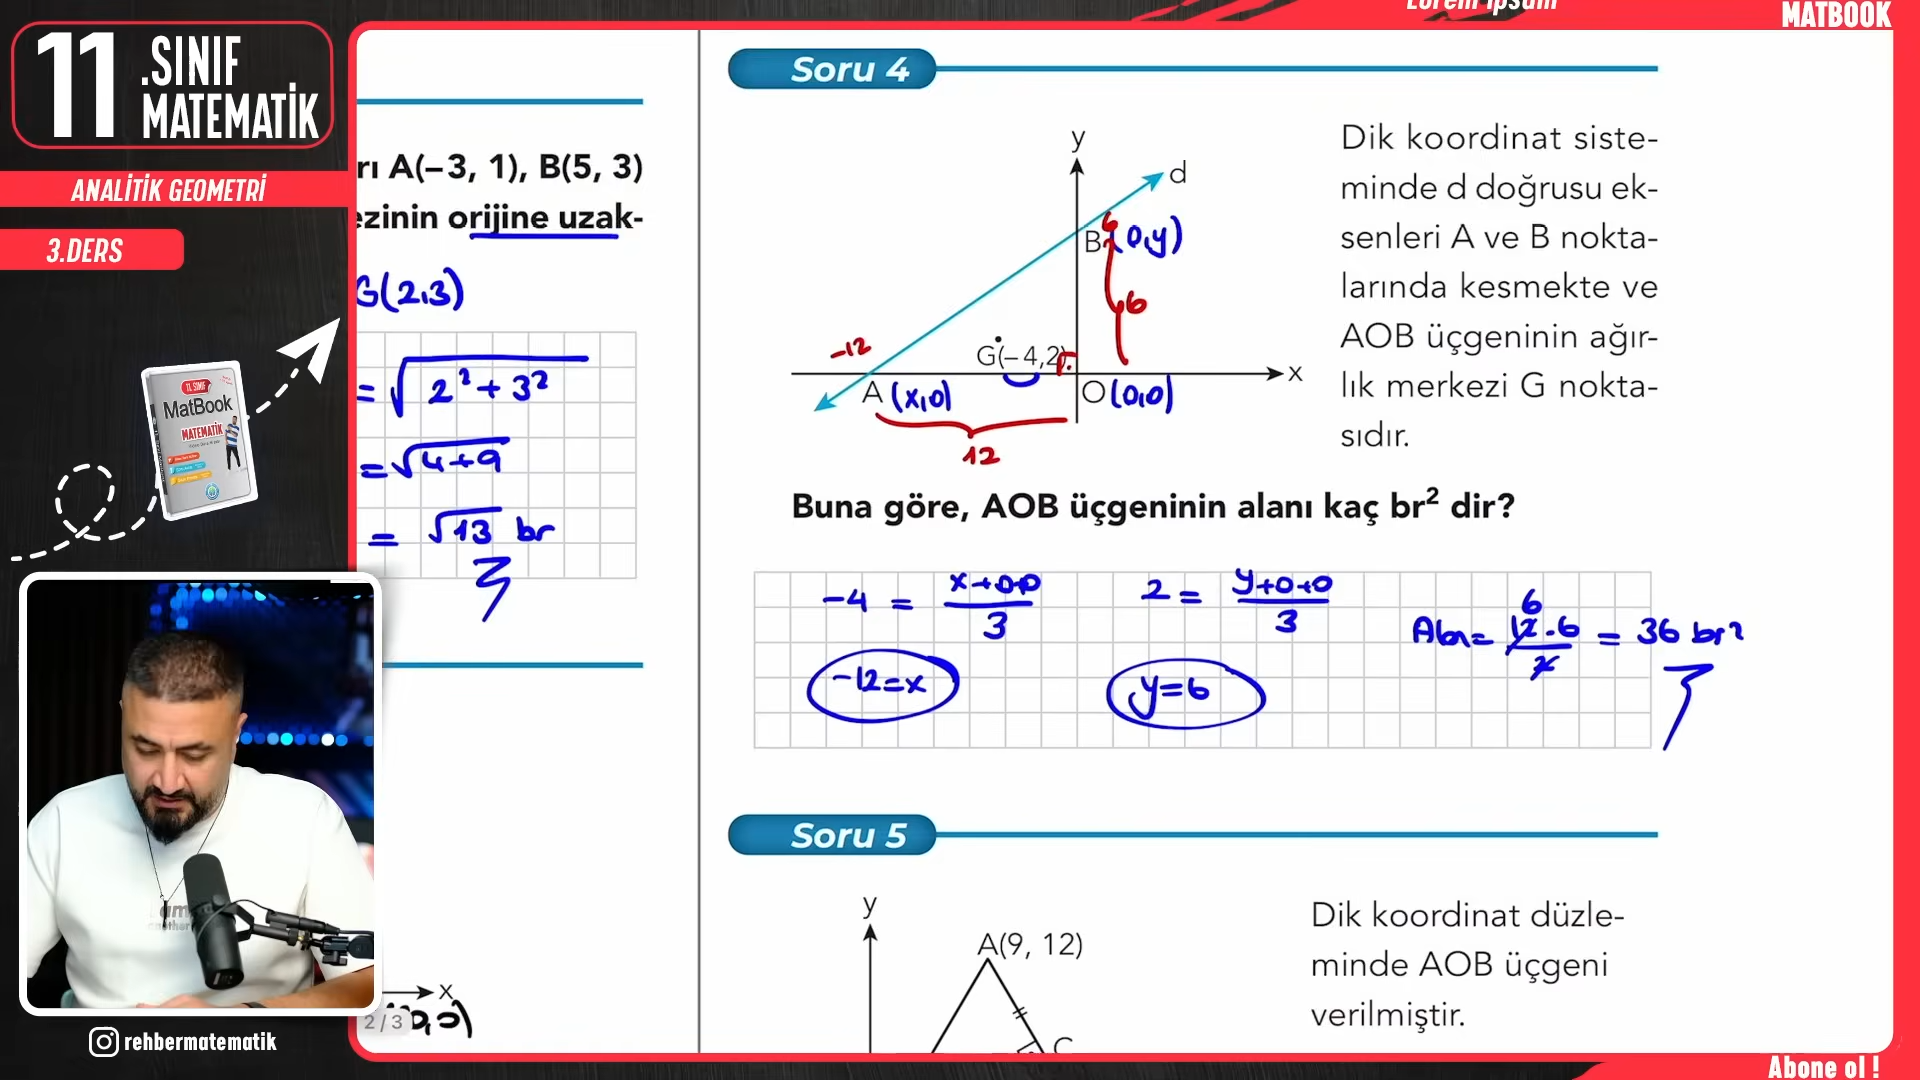 Lorem Ipsum
MATBOOK
11
.SINIF
MATEMATİK
ANALİTİK GEOMETRİ
3.DERS
11. SINIF
MatBook
MATEMATİK
rı A(–3, 1), B(5, 3)
ezinin orijine uzak-
G(2,3)
= √2² + 3²
= √4+9
= √13 br
x
2 / 3
Soru 4
y
d
B (0,y)
6
6
-12
G(–4,2)
x
A (x,0)
O (0,0)
12
Dik koordinat siste-
minde d doğrusu ek-
senleri A ve B nokta-
larında kesmekte ve
AOB üçgeninin ağır-
lık merkezi G nokta-
sıdır.
Buna göre, AOB üçgeninin alanı kaç br² dir?
-4 = x+0+0 / 3
2 = y+0+0 / 3
-12=x
y=6
6
12.6 / 2 = 36 br²
Soru 5
y
A(9, 12)
C
Dik koordinat düzle-
minde AOB üçgeni
verilmiştir.
rehbermatematik
Abone ol !